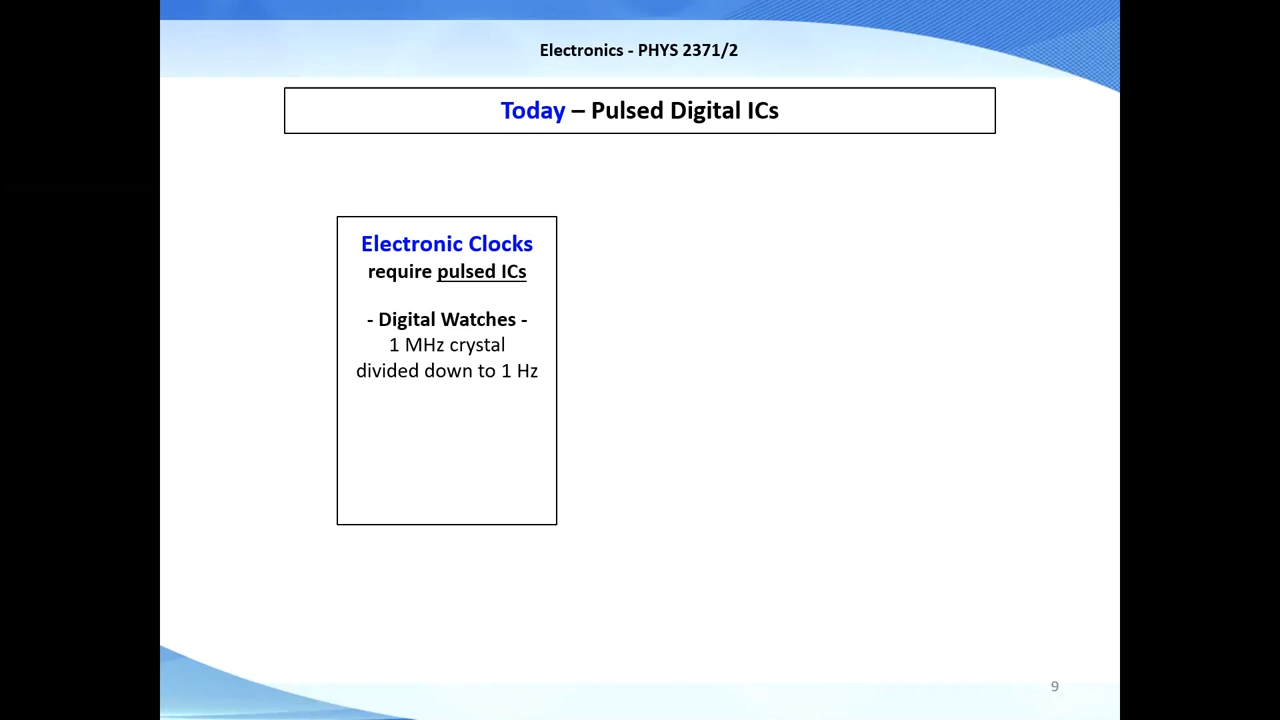 Electronics - PHYS 2371/2
Today – Pulsed Digital ICs
Electronic Clocks
require pulsed ICs
- Digital Watches -
1 MHz crystal
divided down to 1 Hz
9